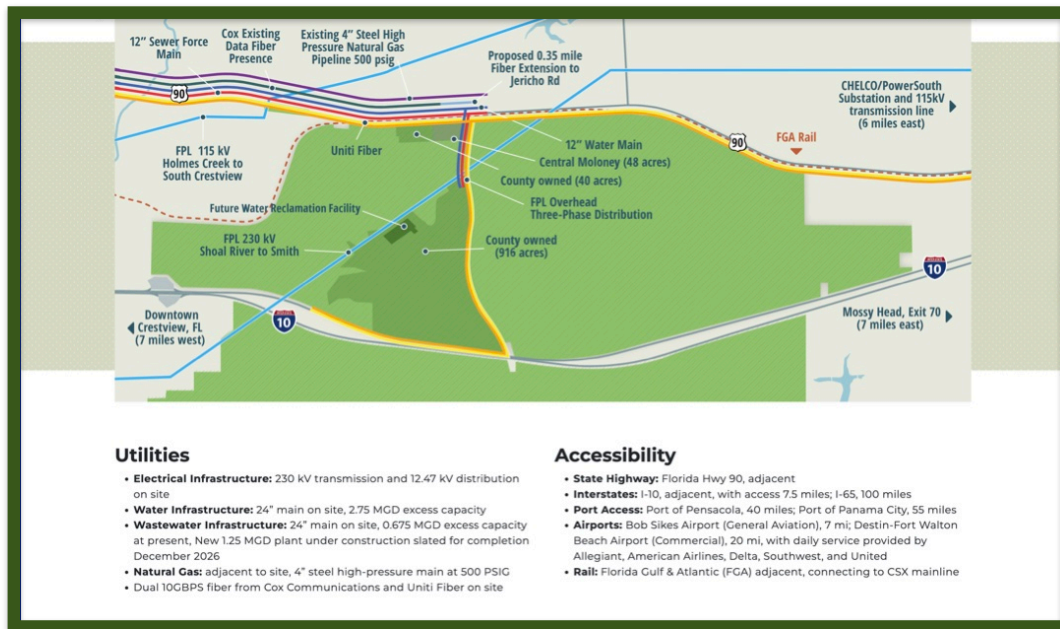 12” Sewer Force
Main
Cox Existing
Data Fiber
Presence
Existing 4” Steel High
Pressure Natural Gas
Pipeline 500 psig
Proposed 0.35 mile
Fiber Extension to
Jericho Rd
90
CHELCO/PowerSouth
Substation and 115kV
transmission line
(6 miles east)
FPL 115 kV
Holmes Creek to
South Crestview
Uniti Fiber
12” Water Main
90
FGA Rail
Central Moloney (48 acres)
County owned (40 acres)
FPL Overhead
Three-Phase Distribution
Future Water Reclamation Facility
FPL 230 kV
Shoal River to Smith
County owned
(916 acres)
10
Downtown
Crestview, FL
(7 miles west)
10
Mossy Head, Exit 70
(7 miles east)
Utilities
• Electrical Infrastructure: 230 kV transmission and 12.47 kV distribution
on site
• Water Infrastructure: 24” main on site, 2.75 MGD excess capacity
• Wastewater Infrastructure: 24” main on site, 0.675 MGD excess capacity
at present, New 1.25 MGD plant under construction slated for completion
December 2026
• Natural Gas: adjacent to site, 4” steel high-pressure main at 500 PSIG
• Dual 10GBPS fiber from Cox Communications and Uniti Fiber on site
Accessibility
• State Highway: Florida Hwy 90, adjacent
• Interstates: I-10, adjacent, with access 7.5 miles; I-65, 100 miles
• Port Access: Port of Pensacola, 40 miles; Port of Panama City, 55 miles
• Airports: Bob Sikes Airport (General Aviation), 7 mi; Destin-Fort Walton
Beach Airport (Commercial), 20 mi, with daily service provided by
Allegiant, American Airlines, Delta, Southwest, and United
• Rail: Florida Gulf & Atlantic (FGA) adjacent, connecting to CSX mainline